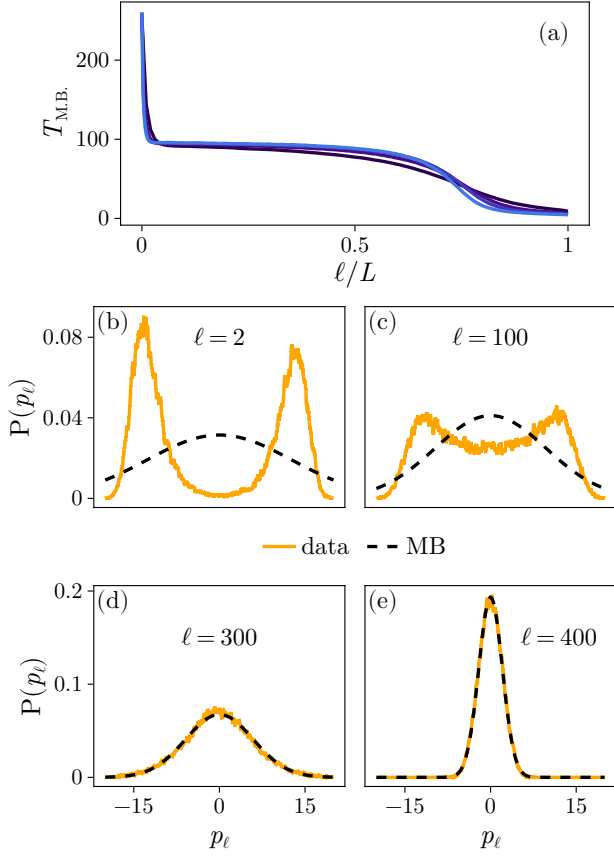 (a)
T_M.B.
200
100
0
0
0.5
1
ℓ/L
(b)
ℓ = 2
(c)
ℓ = 100
P(p_ℓ)
0.08
0.04
0
data
MB
(d)
ℓ = 300
(e)
ℓ = 400
P(p_ℓ)
0.2
0.1
0
−15
0
15
−15
0
15
p_ℓ
p_ℓ